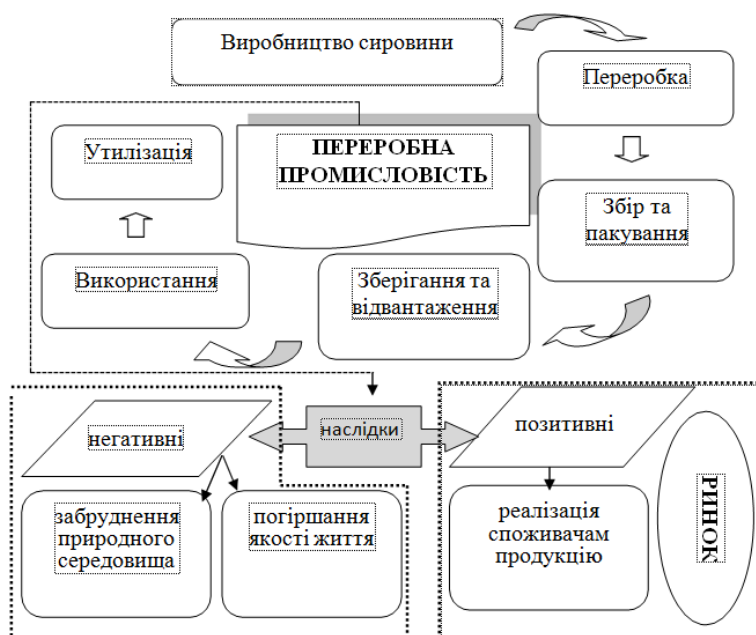 Виробництво сировини
Переробка
Утилізація
ПЕРЕРОБНА
ПРОМИСЛОВІСТЬ
Збір та
пакування
Використання
Зберігання та
відвантаження
негативні
наслідки
позитивні
забруднення
природного
середовища
погіршання
якості життя
реалізація
споживачам
продукцію
РИНОК